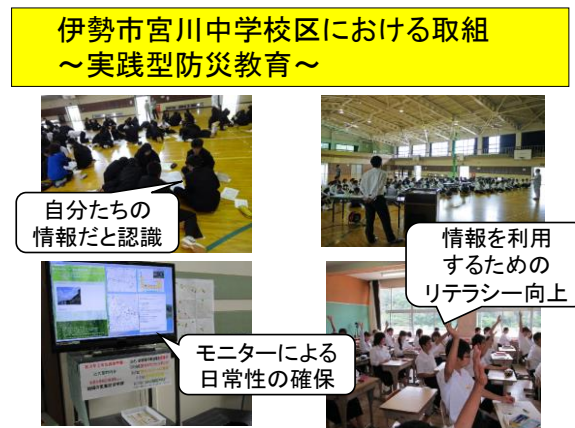 伊勢市宮川中学校区における取組
～実践型防災教育～
自分たちの
情報だと認識
情報を利用
するための
リテラシー向上
モニターによる
日常性の確保